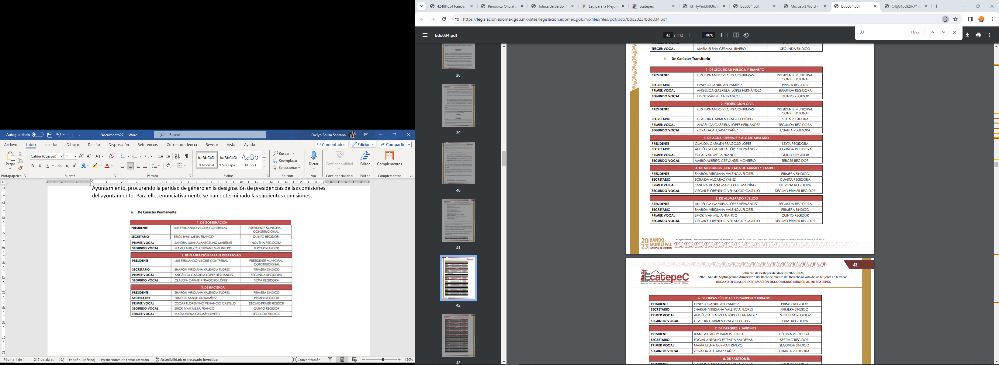 Autoguardado
Documento27 - Word
Buscar
Evelyn Souza Santana
Archivo Inicio Insertar Dibujar Diseño Disposición Referencias Correspondencia Revisar Vista Ayuda
Comentarios Edición Compartir
Pegar
Calibri (Cuerpo) 11
N K S ab x₂ x²
AaBbCcDc AaBbCcDc AaBb(
¶ Normal ¶ Sin espa... Título 1
Buscar
Reemplazar
Seleccionar
Dictar
Confidencialidad
Editor
Complementos
Portapapeles Fuente Párrafo Estilos Edición Voz Confidencialidad Editor Complementos
Ayuntamiento, procurando la paridad de género en la designación de presidencias de las comisiones
del ayuntamiento. Para ello, enunciativamente se han determinado las siguientes comisiones:
a. De Carácter Permanente:
1. DE GOBERNACIÓN
PRESIDENTE LUIS FERNANDO VILCHIS CONTRERAS PRESIDENTE MUNICIPAL
CONSTITUCIONAL
SECRETARIO ERICK IVÁN MEJÍA FRANCO QUINTO REGIDOR
PRIMER VOCAL SANDRA LILIANA MARCELINO MARTÍNEZ NOVENA REGIDORA
SEGUNDO VOCAL MARIO ALBERTO CERVANTES MONTERO TERCER REGIDOR
2. DE PLANEACIÓN PARA EL DESARROLLO
PRESIDENTE LUIS FERNANDO VILCHIS CONTRERAS PRESIDENTE MUNICIPAL
CONSTITUCIONAL
SECRETARIO SHARON VIRIDIANA VALENCIA FLORES PRIMERA SÍNDICO
PRIMER VOCAL ANGÉLICA GABRIELA LÓPEZ HERNÁNDEZ SEGUNDA REGIDORA
SEGUNDO VOCAL CLAUDIA CARMEN FRAGOSO LÓPEZ SEXTA REGIDORA
3. DE HACIENDA
PRESIDENTE SHARON VIRIDIANA VALENCIA FLORES PRIMERA SÍNDICO
SECRETARIO ERNESTO SANTILLÁN RAMÍREZ PRIMER REGIDOR
PRIMER VOCAL OSCAR FLORENTINO VENANCIO CASTILLO DÉCIMO PRIMER REGIDOR
SEGUNDO VOCAL ERICK IVÁN MEJÍA FRANCO QUINTO REGIDOR
TERCER VOCAL MARÍA ELENA GERMÁN RIVERO SEGUNDA SÍNDICO
Página 1 de 1 217 palabras Español (México) Predicciones de texto: activado Accesibilidad: es necesario investigar Concentración 130%
4248ff6541cee5ef Periódico Oficial Toluca de Lerdo, Ley para la Mejora Ecatepec KHHyVmLIIr936JY bdo034.pdf Microsoft Word - bdo034.pdf C4JjGTuc92fRJYm
https://legislacion.edomex.gob.mx/sites/legislacion.edomex.gob.mx/files/files/pdf/bdo/bdo2023/bdo034.pdf
33 11/22
bdo034.pdf
42 / 112 100%
38
39
40
41
42
43
TERCER VOCAL MARÍA ELENA GERMÁN RIVERO SEGUNDA SÍNDICO
b. De Carácter Transitorio
1. DE SEGURIDAD PÚBLICA Y TRÁNSITO
PRESIDENTE LUIS FERNANDO VILCHIS CONTRERAS PRESIDENTE MUNICIPAL
CONSTITUCIONAL
SECRETARIO ERNESTO SANTILLÁN RAMÍREZ PRIMER REGIDOR
PRIMER VOCAL ANGÉLICA GABRIELA LÓPEZ HERNÁNDEZ SEGUNDA REGIDORA
SEGUNDO VOCAL ERICK IVÁN MEJÍA FRANCO QUINTO REGIDOR
2. PROTECCIÓN CIVIL
PRESIDENTE LUIS FERNANDO VILCHIS CONTRERAS PRESIDENTE MUNICIPAL
CONSTITUCIONAL
SECRETARIO CLAUDIA CARMEN FRAGOSO LÓPEZ SEXTA REGIDORA
PRIMER VOCAL ANGÉLICA GABRIELA LÓPEZ HERNÁNDEZ SEGUNDA REGIDORA
SEGUNDO VOCAL ZORAIDA ALCARAZ YÁÑEZ CUARTA REGIDORA
3. DE AGUA, DRENAJE Y ALCANTARILLADO
PRESIDENTE CLAUDIA CARMEN FRAGOSO LÓPEZ SEXTA REGIDORA
SECRETARIO ANGÉLICA GABRIELA LÓPEZ HERNÁNDEZ SEGUNDA REGIDORA
PRIMER VOCAL ERICK IVÁN MEJÍA FRANCO QUINTO REGIDOR
SEGUNDO VOCAL MARIO ALBERTO CERVANTES MONTERO TERCER REGIDOR
4. DE MERCADOS, CENTRALES DE ABASTO Y RASTRO
PRESIDENTE SHARON VIRIDIANA VALENCIA FLORES PRIMERA SÍNDICO
SECRETARIO ZORAIDA ALCARAZ YÁÑEZ CUARTA REGIDORA
PRIMER VOCAL SANDRA LILIANA MARCELINO MARTÍNEZ NOVENA REGIDORA
SEGUNDO VOCAL OSCAR FLORENTINO VENANCIO CASTILLO DÉCIMO PRIMER REGIDOR
5. DE ALUMBRADO PÚBLICO
PRESIDENTE ANGÉLICA GABRIELA LÓPEZ HERNÁNDEZ SEGUNDA REGIDORA
SECRETARIO SHARON VIRIDIANA VALENCIA FLORES PRIMERA SÍNDICO
PRIMER VOCAL ERICK IVÁN MEJÍA FRANCO QUINTO REGIDOR
SEGUNDO VOCAL OSCAR FLORENTINO VENANCIO CASTILLO DÉCIMO PRIMER REGIDOR
2023 BANDO MUNICIPAL ECATEPEC DE MORELOS
H. Ayuntamiento Constitucional de Ecatepec de Morelos 2022 - 2024 Av. Juárez s/n, Ciudad San Cristóbal, Ecatepec de Morelos, Estado de México, C.P. 55000
43
EcatepeC
Gobierno de Ecatepec de Morelos 2022-2024
"2023. Año del Septuagésimo Aniversario del Reconocimiento del Derecho al Voto de las Mujeres en México".
ÓRGANO OFICIAL DE INFORMACIÓN DEL GOBIERNO MUNICIPAL DE ECATEPEC
6. DE OBRAS PÚBLICAS Y DESARROLLO URBANO
PRESIDENTE ERNESTO SANTILLÁN RAMÍREZ PRIMER REGIDOR
SECRETARIO SHARON VIRIDIANA VALENCIA FLORES PRIMERA SÍNDICO
PRIMER VOCAL ANGÉLICA GABRIELA LÓPEZ HERNÁNDEZ SEGUNDA REGIDOR
SEGUNDO VOCAL CLAUDIA CARMEN FRAGOSO LÓPEZ SEXTA REGIDORA
7. DE PARQUES Y JARDINES
PRESIDENTE BIANCA CANDY RAMOS PONCE DÉCIMA REGIDORA
SECRETARIO EDGAR ANTONIO ESTRADA BALDERAS SÉPTIMO REGIDOR
PRIMER VOCAL MARÍA ELENA GERMAN RIVERO SEGUNDA SÍNDICO
SEGUNDO VOCAL ZORAIDA ALCARAZ YÁÑEZ CUARTA REGIDORA
8. DE PANTEONES
PRESIDENTE SHARON VIRIDIANA VALENCIA FLORES PRIMERA SÍNDICO